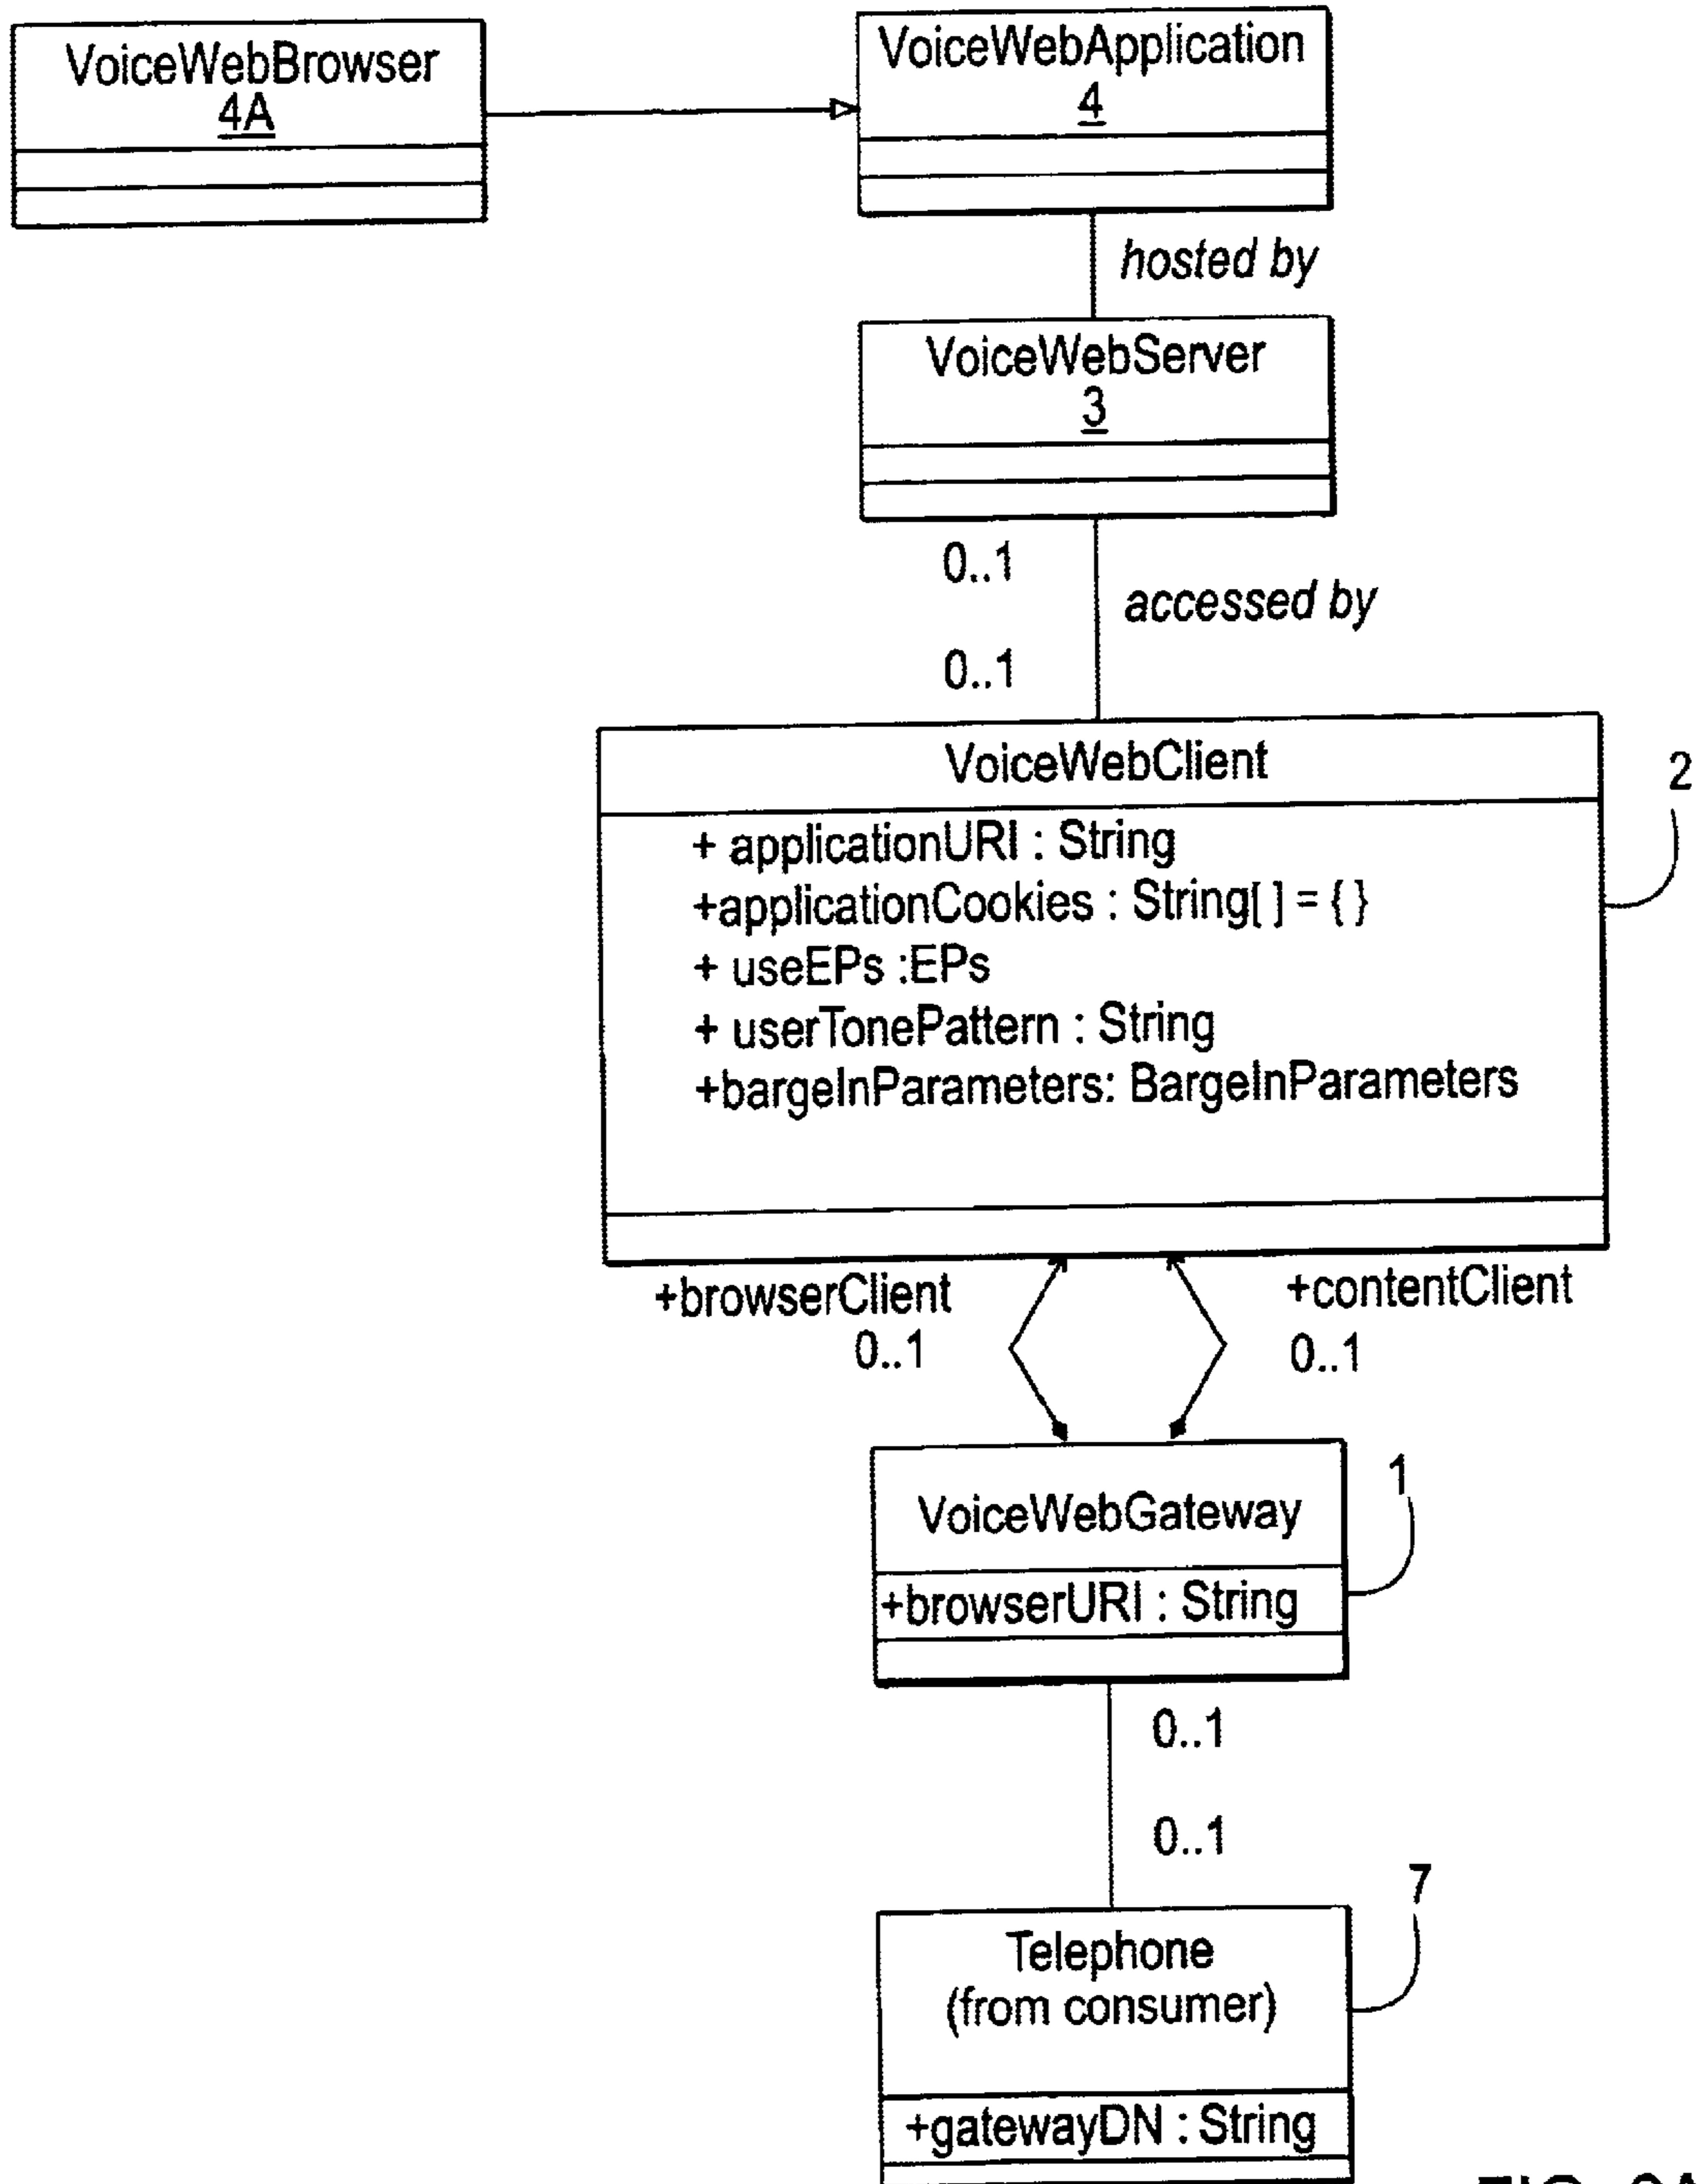 VoiceWebBrowser
4A
VoiceWebApplication
4
hosted by
VoiceWebServer
3
0..1
accessed by
0..1
VoiceWebClient
2
+ applicationURI : String
+applicationCookies : String[ ] = { }
+ useEPs :EPs
+ userTonePattern : String
+bargeInParameters: BargeInParameters
+browserClient
0..1
+contentClient
0..1
VoiceWebGateway
1
+browserURI : String
0..1
0..1
Telephone
7
(from consumer)
+gatewayDN : String